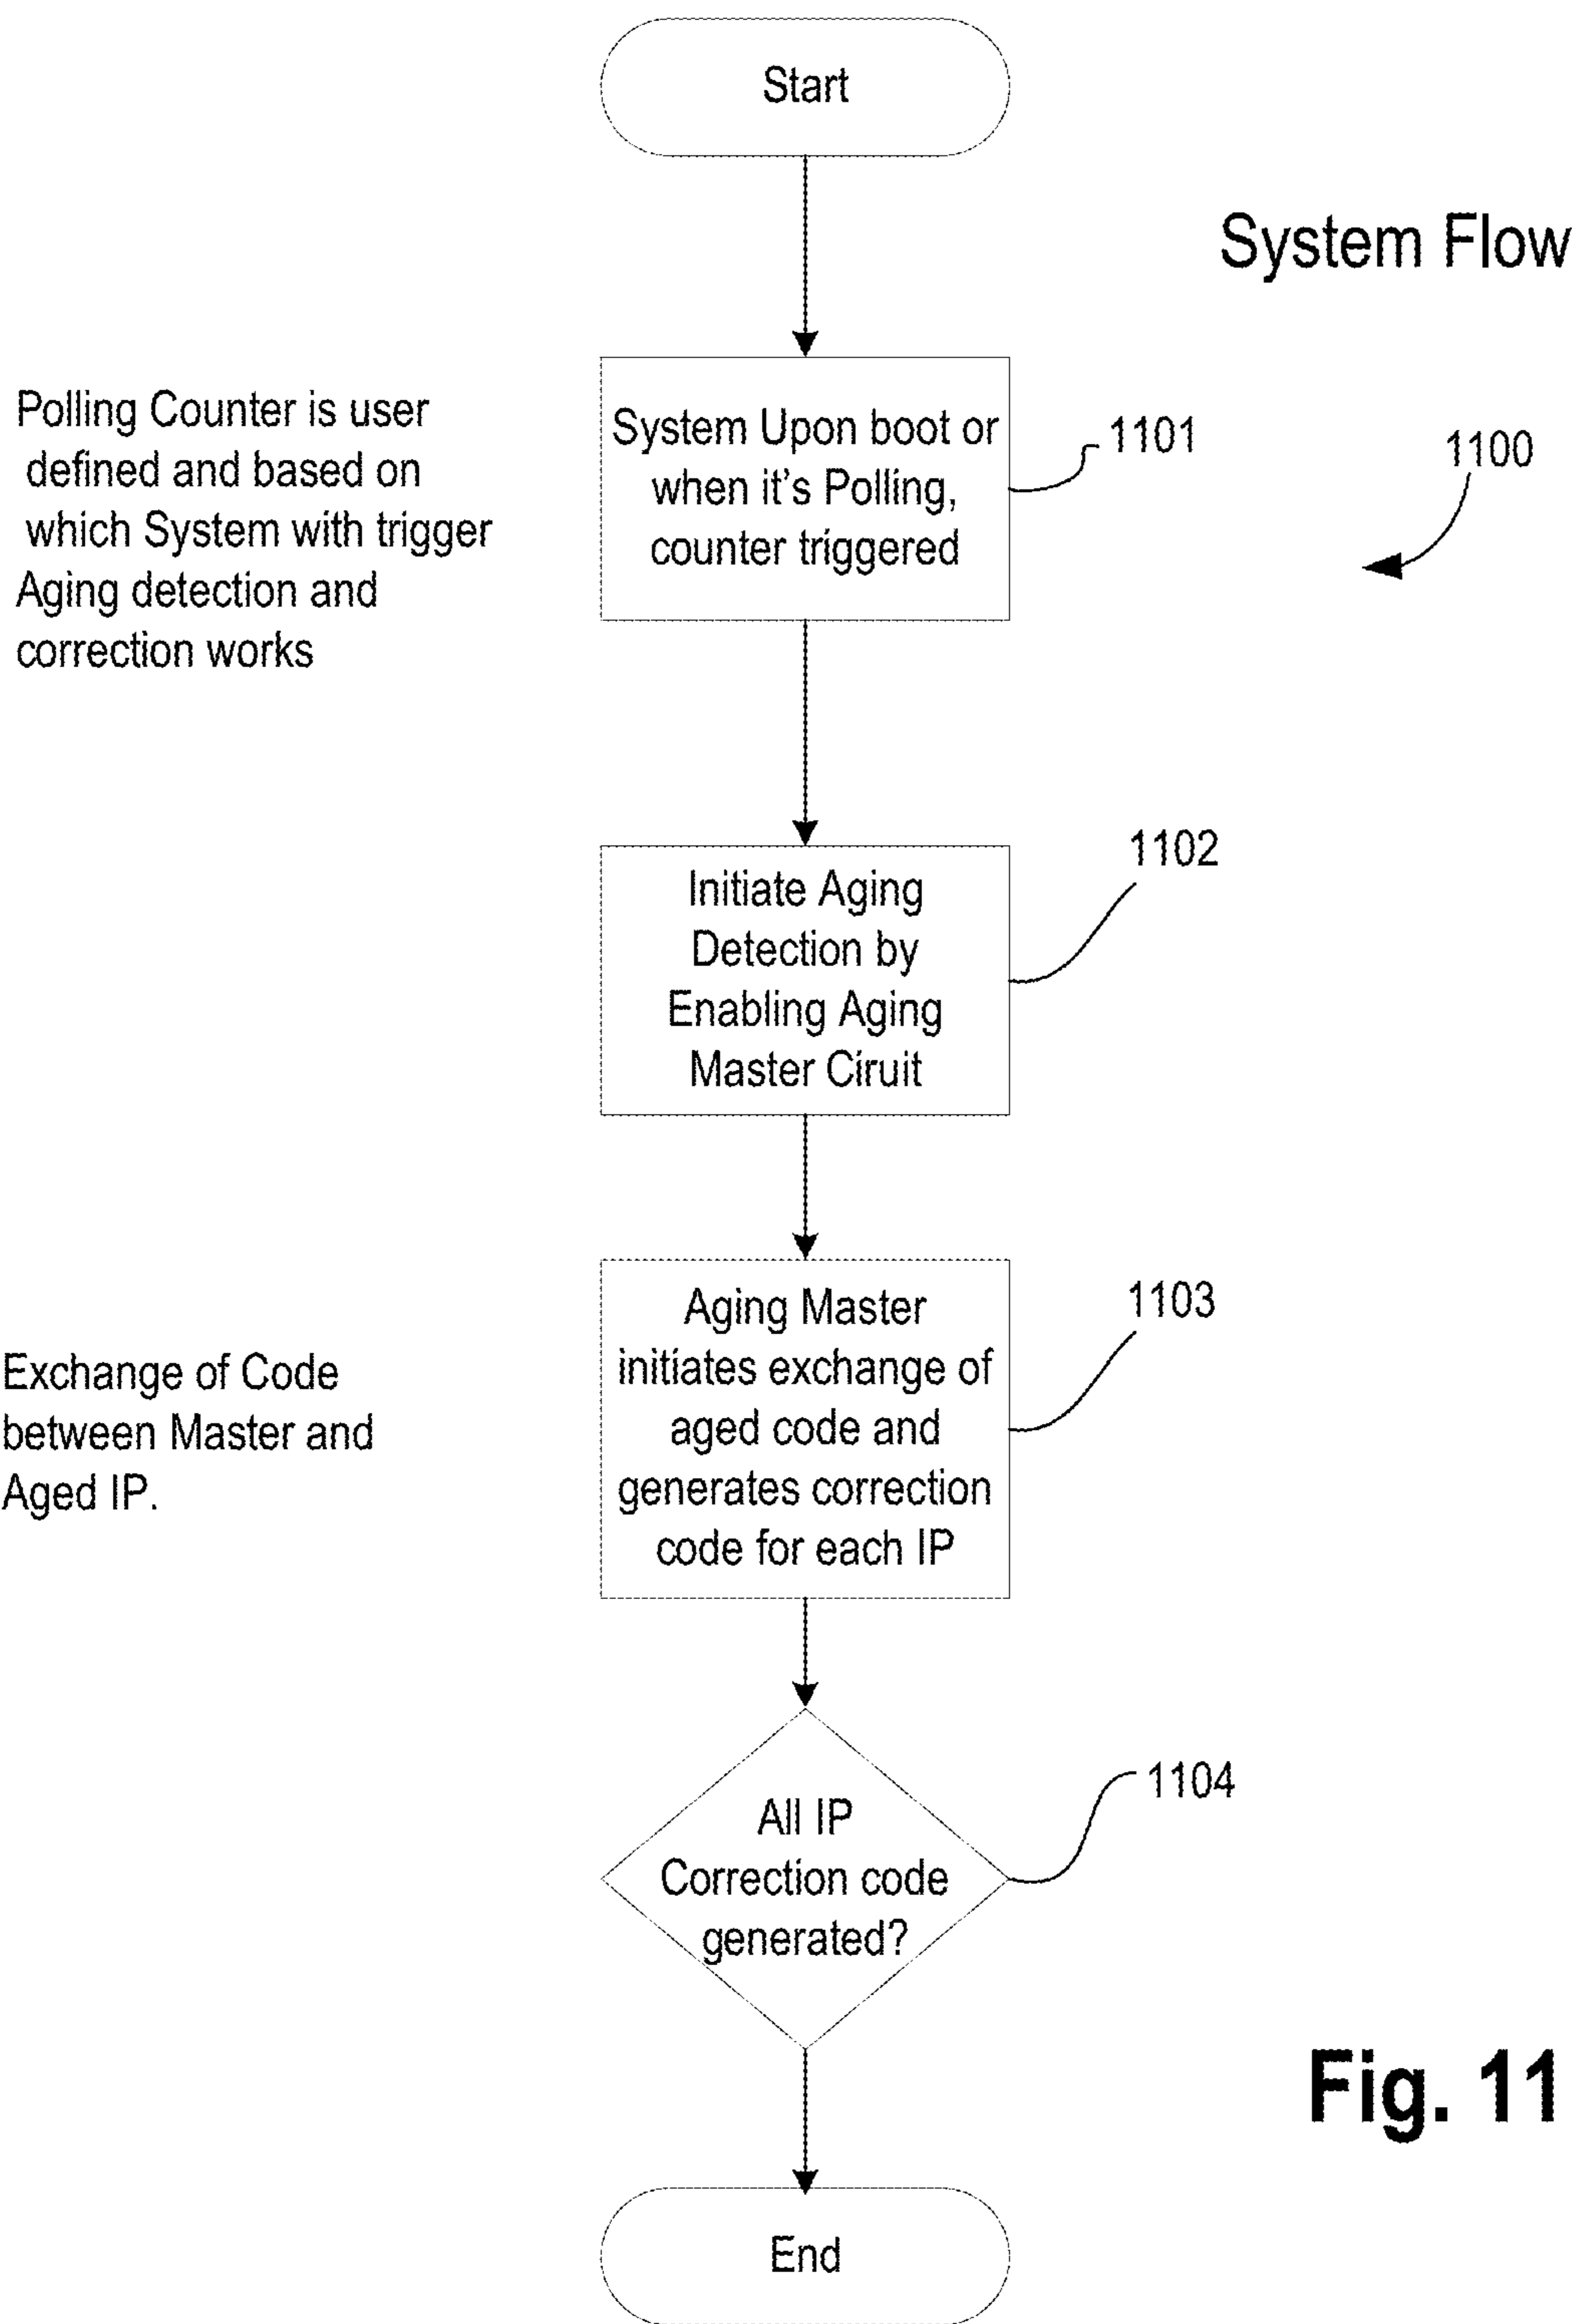 Start
System Flow
Polling Counter is user
defined and based on
which System with trigger
Aging detection and
correction works
System Upon boot or
when it's Polling,
counter triggered
1101
1100
Initiate Aging
Detection by
Enabling Aging
Master Ciruit
1102
Exchange of Code
between Master and
Aged IP.
Aging Master
initiates exchange of
aged code and
generates correction
code for each IP
1103
All IP
Correction code
generated?
1104
Fig. 11
End